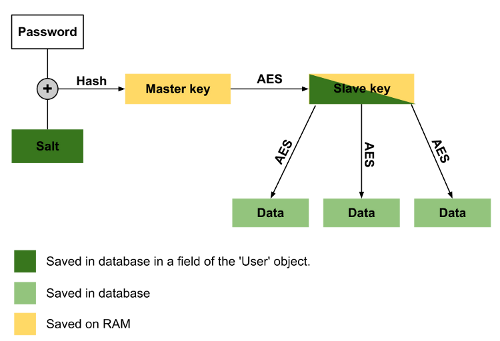 Password
+
Hash
Master key
AES
Slave key
Salt
AES
AES
AES
Data
Data
Data
Saved in database in a field of the 'User' object.
Saved in database
Saved on RAM